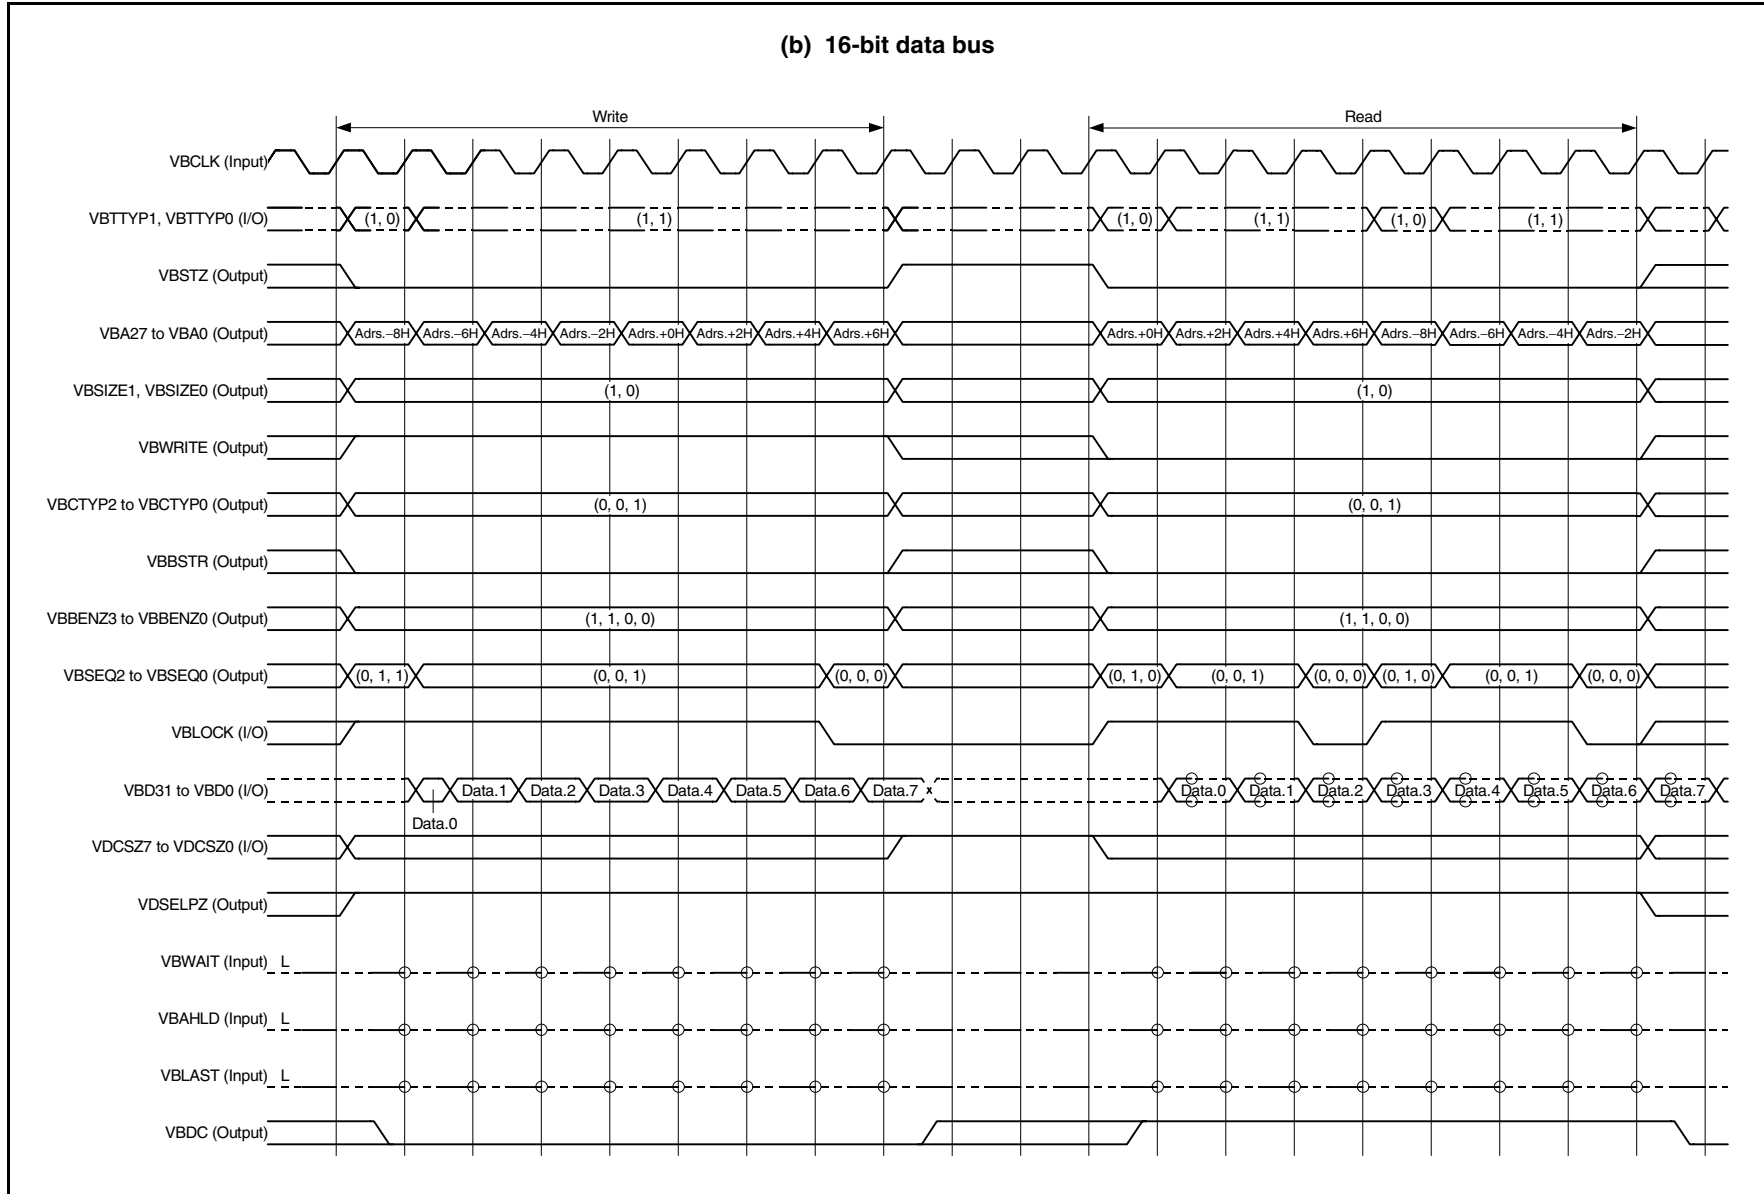 (b) 16-bit data bus
Write Read
VBCLK (Input)
VBTTYP1, VBTTYP0 (I/O) (1, 0) (1, 1) (1, 0) (1, 1) (1, 0) (1, 1)
VBSTZ (Output)
VBA27 to VBA0 (Output) Adrs.−8H Adrs.−6H Adrs.−4H Adrs.−2H Adrs.+0H Adrs.+2H Adrs.+4H Adrs.+6H Adrs.+0H Adrs.+2H Adrs.+4H Adrs.+6H Adrs.−8H Adrs.−6H Adrs.−4H Adrs.−2H
VBSIZE1, VBSIZE0 (Output) (1, 0) (1, 0)
VBWRITE (Output)
VBCTYP2 to VBCTYP0 (Output) (0, 0, 1) (0, 0, 1)
VBBSTR (Output)
VBBENZ3 to VBBENZ0 (Output) (1, 1, 0, 0) (1, 1, 0, 0)
VBSEQ2 to VBSEQ0 (Output) (0, 1, 1) (0, 0, 1) (0, 0, 0) (0, 1, 0) (0, 0, 1) (0, 0, 0) (0, 1, 0) (0, 0, 1) (0, 0, 0)
VBLOCK (I/O)
VBD31 to VBD0 (I/O) Data.1 Data.2 Data.3 Data.4 Data.5 Data.6 Data.7 Data.0 Data.1 Data.2 Data.3 Data.4 Data.5 Data.6 Data.7
Data.0
VDCSZ7 to VDCSZ0 (I/O)
VDSELPZ (Output)
VBWAIT (Input) L
VBAHLD (Input) L
VBLAST (Input) L
VBDC (Output)